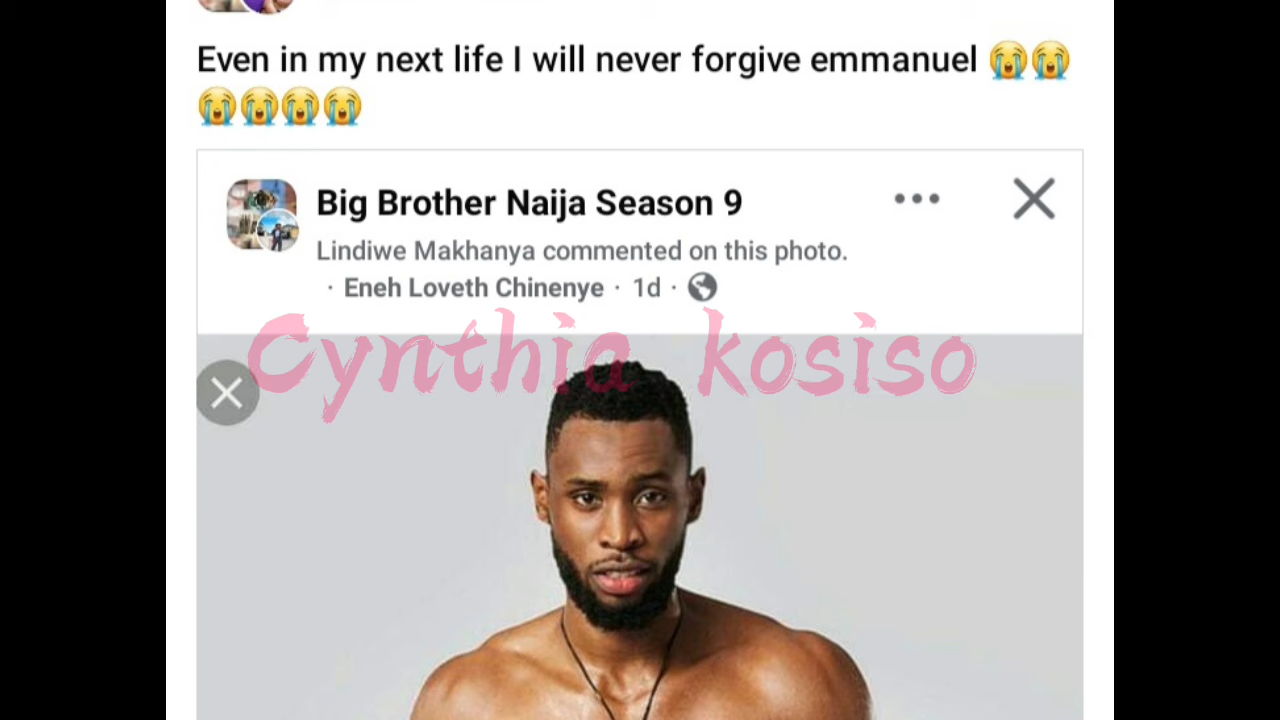 Even in my next life I will never forgive emmanuel 😭😭
😭😭😭😭
Big Brother Naija Season 9
Lindiwe Makhanya commented on this photo.
· Eneh Loveth Chinenye · 1d ·
Cynthia kosiso